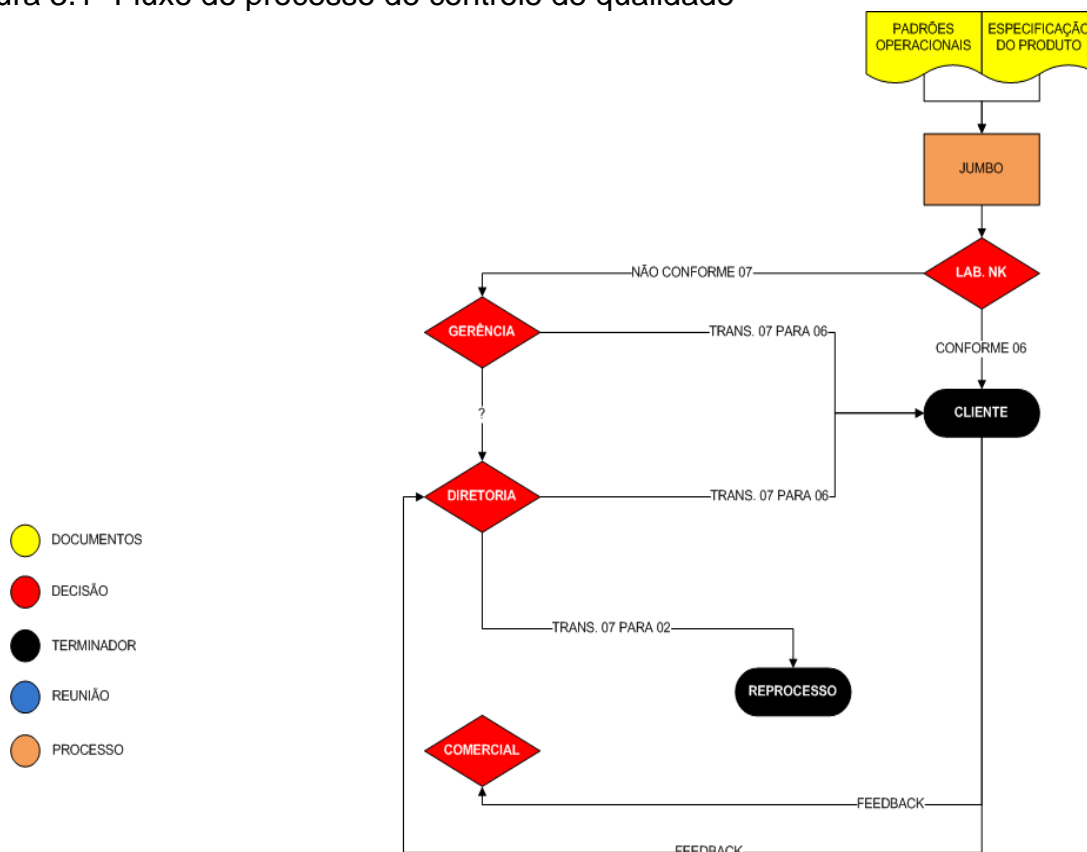 ura 3.1- Fluxo de processo do controle de qualidade
PADRÕES
OPERACIONAIS
ESPECIFICAÇÃO
DO PRODUTO
JUMBO
LAB. NK
NÃO CONFORME 07
GERÊNCIA
TRANS. 07 PARA 06
CONFORME 06
CLIENTE
?
DIRETORIA
TRANS. 07 PARA 06
DOCUMENTOS
DECISÃO
TERMINADOR
REUNIÃO
PROCESSO
TRANS. 07 PARA 02
REPROCESSO
COMERCIAL
FEEDBACK
FEEDBACK